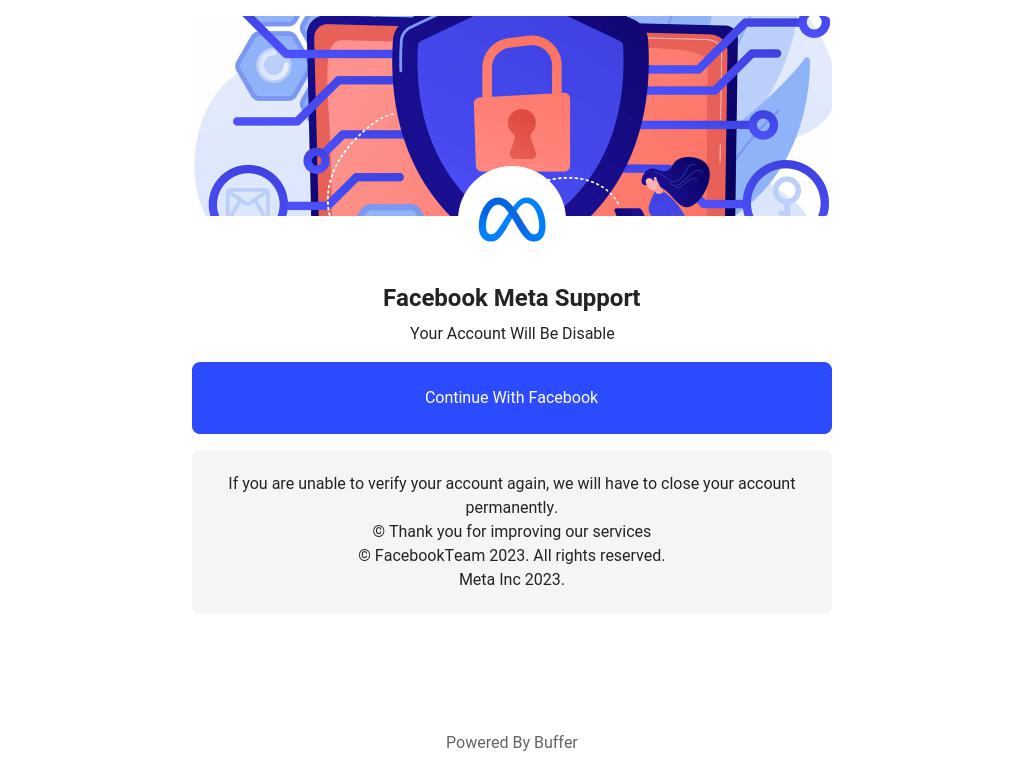 Facebook Meta Support
Your Account Will Be Disable
Continue With Facebook
If you are unable to verify your account again, we will have to close your account
permanently.
© Thank you for improving our services
© FacebookTeam 2023. All rights reserved.
Meta Inc 2023.
Powered By Buffer